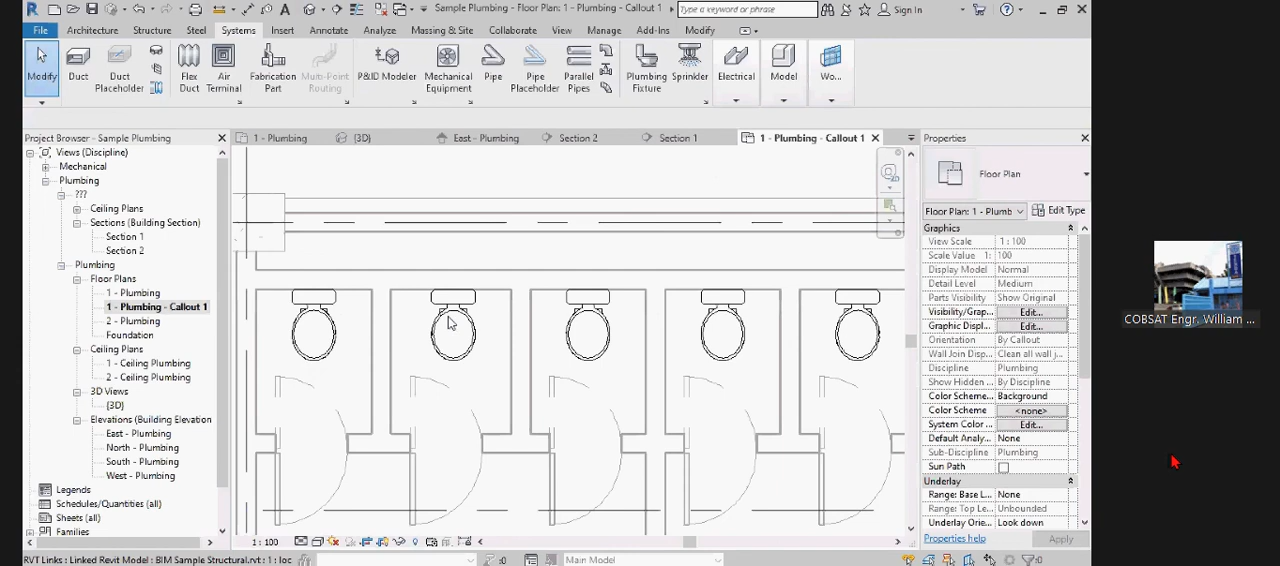 Sample Plumbing - Floor Plan: 1 - Plumbing - Callout 1
Type a keyword or phrase
Sign In
File Architecture Structure Steel Systems Insert Annotate Analyze Massing & Site Collaborate View Manage Add-Ins Modify
Modify
Duct
Duct Placeholder
Flex Duct
Air Terminal
Fabrication Part
Multi-Point Routing
P&ID Modeler
Mechanical Equipment
Pipe
Pipe Placeholder
Parallel Pipes
Plumbing Fixture
Sprinkler
Electrical
Model
Wo...
Project Browser - Sample Plumbing
Views (Discipline)
Mechanical
Plumbing
???
Ceiling Plans
Sections (Building Section)
Section 1
Section 2
Plumbing
Floor Plans
1 - Plumbing
1 - Plumbing - Callout 1
2 - Plumbing
Foundation
Ceiling Plans
1 - Ceiling Plumbing
2 - Ceiling Plumbing
3D Views
{3D}
Elevations (Building Elevation
East - Plumbing
North - Plumbing
South - Plumbing
West - Plumbing
Legends
Schedules/Quantities (all)
Sheets (all)
Families
1 - Plumbing
{3D}
East - Plumbing
Section 2
Section 1
1 - Plumbing - Callout 1
2D
Properties
Floor Plan
Floor Plan: 1 - Plumb
Edit Type
Graphics
View Scale 1 : 100
Scale Value 1: 100
Display Model Normal
Detail Level Medium
Parts Visibility Show Original
Visibility/Grap... Edit...
Graphic Displ... Edit...
Orientation By Callout
Wall Join Disp... Clean all wall j...
Discipline Plumbing
Show Hidden ... By Discipline
Color Scheme... Background
Color Scheme <none>
System Color ... Edit...
Default Analy... None
Sub-Discipline Plumbing
Sun Path
Underlay
Range: Base L... None
Range: Top Le... Unbounded
Underlay Orie... Look down
Properties help
Apply
1 : 100
RVT Links : Linked Revit Model : BIM Sample Structural.rvt : 1 : loc
:0
Main Model
:0
COBSAT Engr. William ...